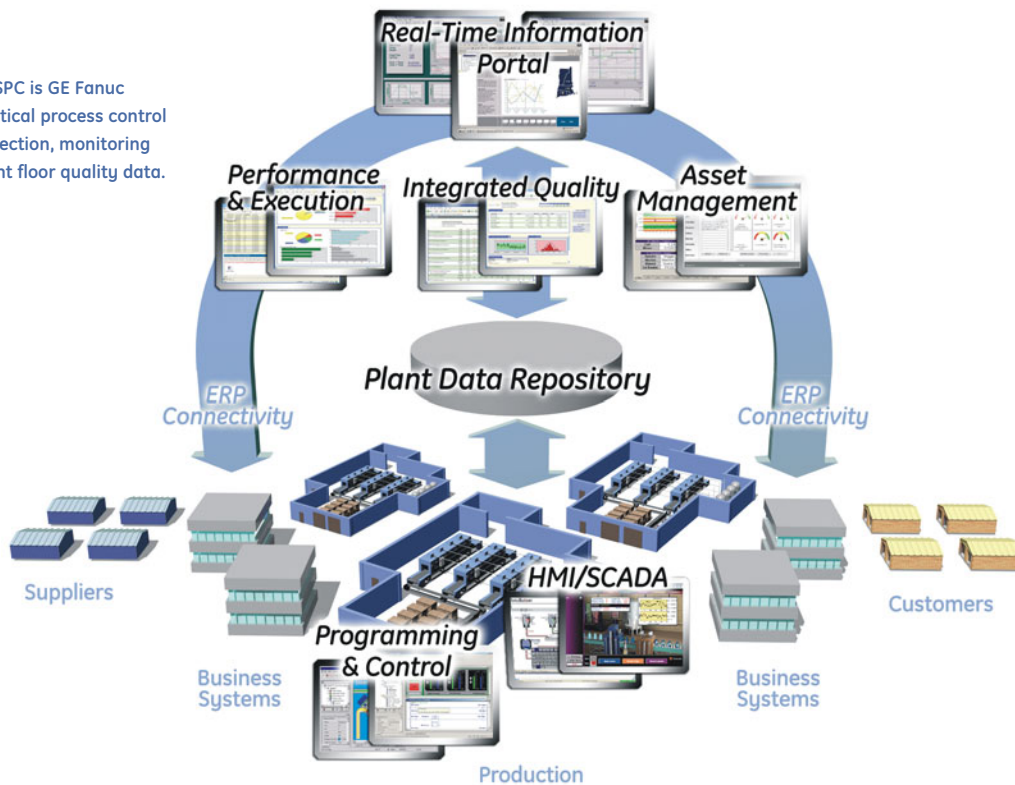 Real-Time Information
Portal
SPC is GE Fanuc
tical process control
ection, monitoring
nt floor quality data.
Performance
& Execution
Integrated Quality
Asset
Management
Plant Data Repository
ERP
Connectivity
ERP
Connectivity
Suppliers
HMI/SCADA
Customers
Programming
& Control
Business
Systems
Business
Systems
Production